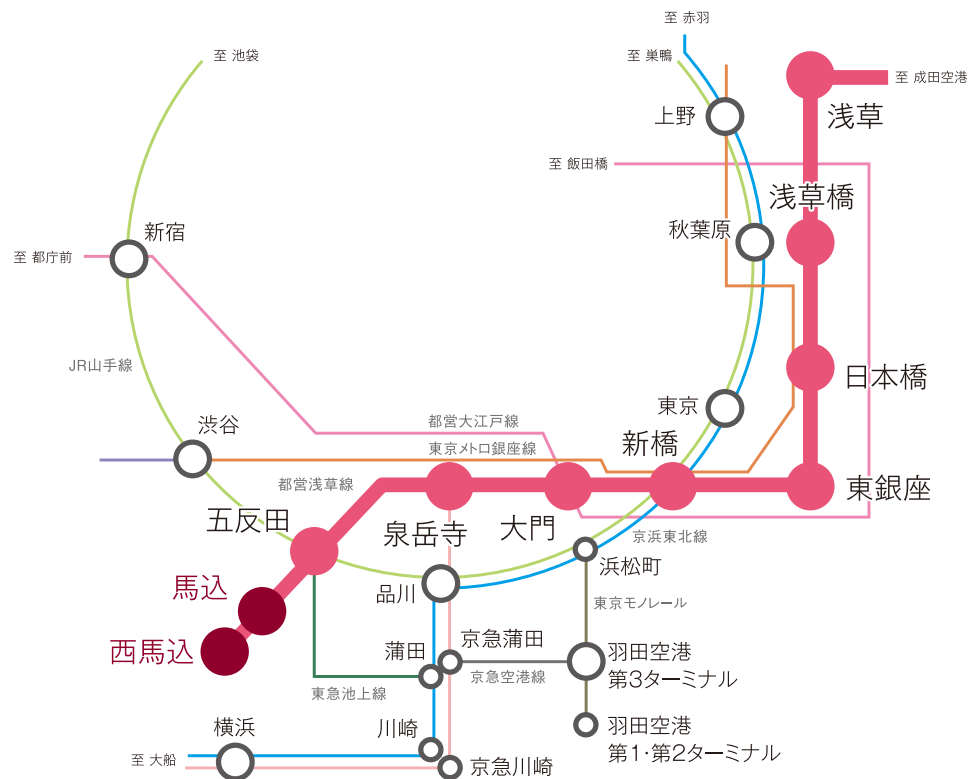 至 赤羽
至 池袋
至 巣鴨
至 成田空港
上野
浅草
至 飯田橋
浅草橋
新宿
秋葉原
至 都庁前
JR山手線
日本橋
東京
都営大江戸線
渋谷
東京メトロ銀座線
新橋
都営浅草線
東銀座
五反田
泉岳寺
大門
京浜東北線
浜松町
馬込
品川
東京モノレール
西馬込
蒲田
京急蒲田
羽田空港
第3ターミナル
京急空港線
東急池上線
横浜
川崎
羽田空港
第1・第2ターミナル
至 大船
京急川崎